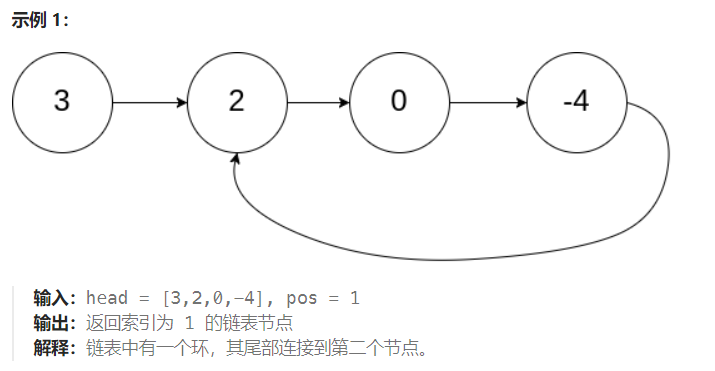 示例 1：
3 2 0 -4
输入：head = [3,2,0,-4], pos = 1
输出：返回索引为 1 的链表节点
解释：链表中有一个环，其尾部连接到第二个节点。